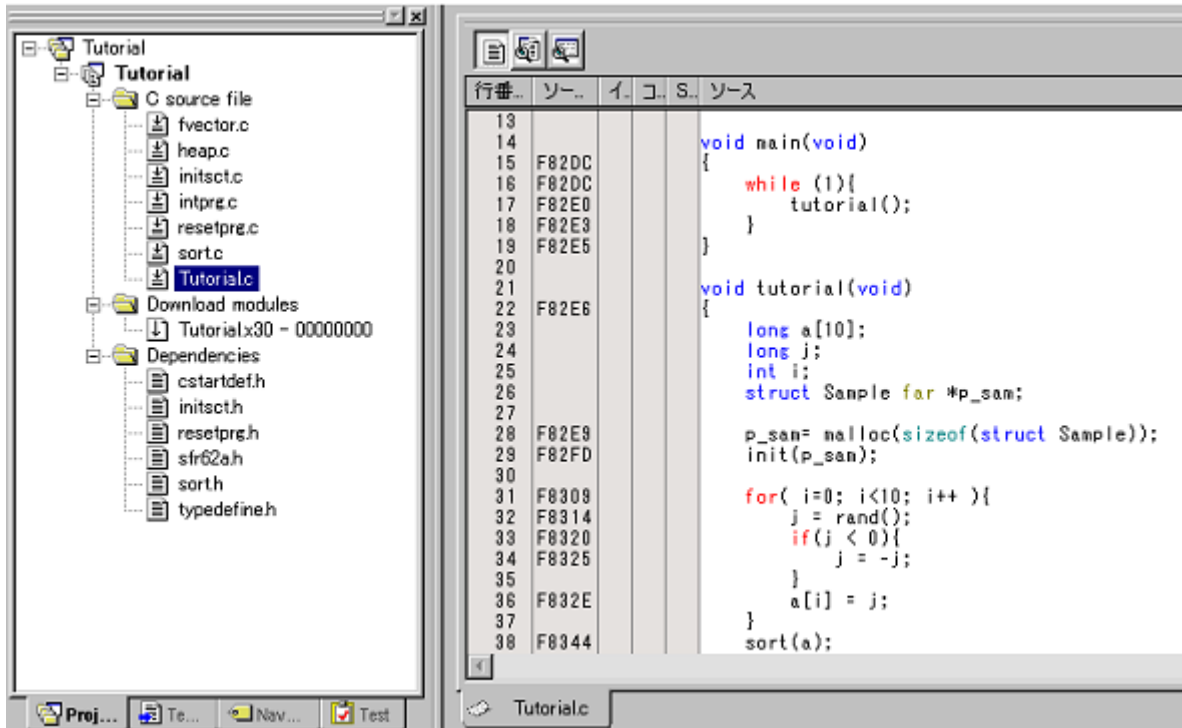 Tutorial
Tutorial
C source file
fvector.c
heap.c
initsct.c
intprg.c
resetprg.c
sort.c
Tutorial.c
Download modules
Tutorial.x30 - 00000000
Dependencies
cstartdef.h
initsct.h
resetprg.h
sfr62a.h
sort.h
typedefine.h
Proj... Te... Nav... Test
行番... ソー... イ.. コ.. S.. ソース
13
14 void main(void)
15 F82DC {
16 F82DC while (1){
17 F82E0 tutorial();
18 F82E3 }
19 F82E5 }
20
21 void tutorial(void)
22 F82E6 {
23 long a[10];
24 long j;
25 int i;
26 struct Sample far *p_sam;
27
28 F82E9 p_sam= malloc(sizeof(struct Sample));
29 F82FD init(p_sam);
30
31 F8309 for( i=0; i<10; i++ ){
32 F8314 j = rand();
33 F8320 if(j < 0){
34 F8325 j = -j;
35 }
36 F832E a[i] = j;
37 }
38 F8344 sort(a);
Tutorial.c